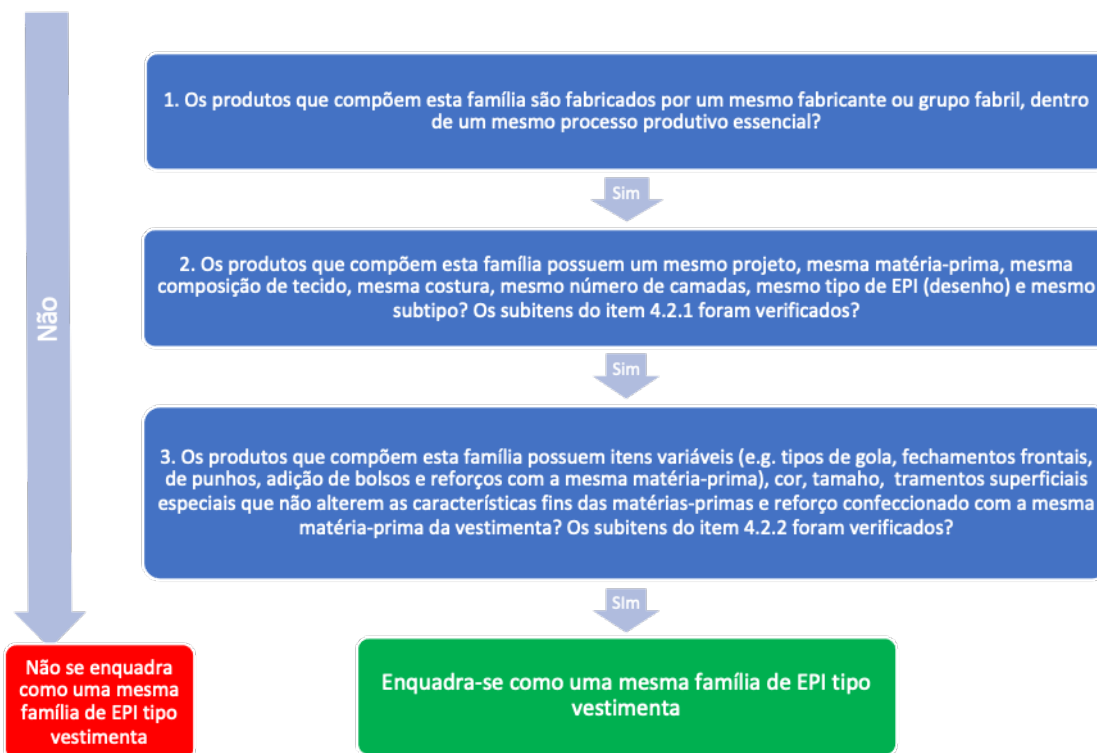 1. Os produtos que compõem esta família são fabricados por um mesmo fabricante ou grupo fabril, dentro
de um mesmo processo produtivo essencial?
Sim
2. Os produtos que compõem esta família possuem um mesmo projeto, mesma matéria-prima, mesma
composição de tecido, mesma costura, mesmo número de camadas, mesmo tipo de EPI (desenho) e mesmo
subtipo? Os subitens do item 4.2.1 foram verificados?
Não
Sim
3. Os produtos que compõem esta família possuem itens variáveis (e.g. tipos de gola, fechamentos frontais,
de punhos, adição de bolsos e reforços com a mesma matéria-prima), cor, tamaho, tramentos superficiais
especiais que não alterem as características fins das matérias-primas e reforço confeccionado com a mesma
matéria-prima da vestimenta? Os subitens do item 4.2.2 foram verificados?
SIm
Não se enquadra
como uma mesma
família de EPI tipo
vestimenta
Enquadra-se como uma mesma família de EPI tipo
vestimenta